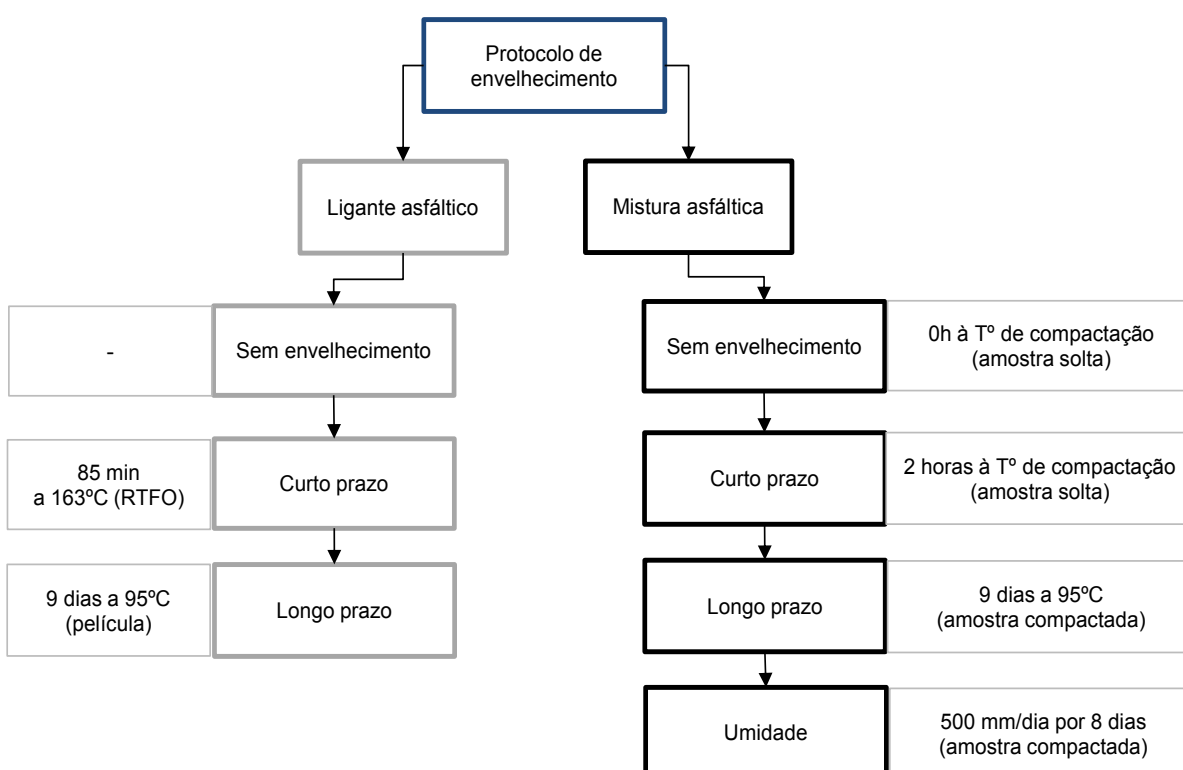 Protocolo de
envelhecimento
Ligante asfáltico
Mistura asfáltica
-
Sem envelhecimento
Sem envelhecimento
0h à Tº de compactação
(amostra solta)
85 min
a 163ºC (RTFO)
Curto prazo
Curto prazo
2 horas à Tº de compactação
(amostra solta)
9 dias a 95ºC
(película)
Longo prazo
Longo prazo
9 dias a 95ºC
(amostra compactada)
Umidade
500 mm/dia por 8 dias
(amostra compactada)